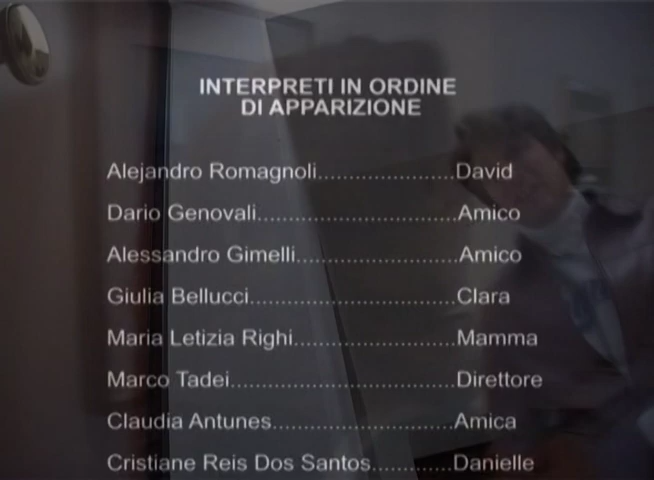 INTERPRETI IN ORDINE
DI APPARIZIONE
Alejandro Romagnoli.....................David
Dario Genovali..............................Amico
Alessandro Gimelli........................Amico
Giulia Bellucci...............................Clara
Maria Letizia Righi.........................Mamma
Marco Tadei..................................Direttore
Claudia Antunes............................Amica
Cristiane Reis Dos Santos............Danielle